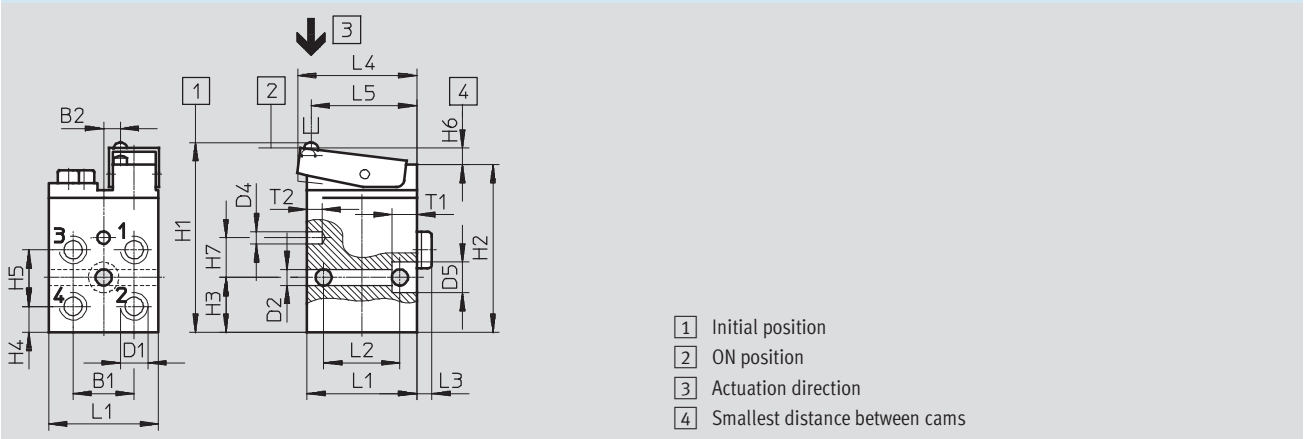 3
L4
1
2
L5
4
B2
H6
D4
T2
T1
H1
H2
3
1
H7
H5
D5
4
2
D2
H3
H4
D1
L2
B1
L1
L3
L1
1 Initial position
2 ON position
3 Actuation direction
4 Smallest distance between cams